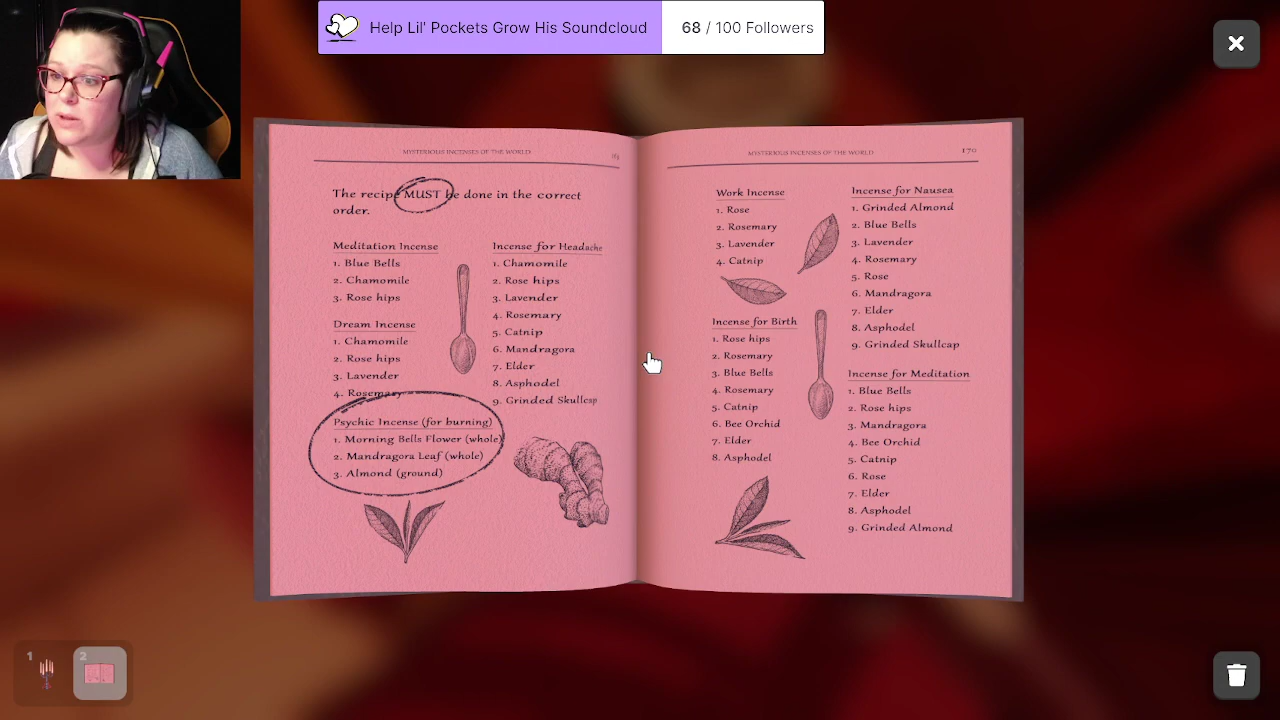 Help Lil' Pockets Grow His Soundcloud
68 / 100 Followers
MYSTERIOUS INCENSES OF THE WORLD
The recipe MUST be done in the correct
order.
Meditation Incense
1. Blue Bells
2. Chamomile
3. Rose hips
Dream Incense
1. Chamomile
2. Rose hips
3. Lavender
4. Rosemary
Psychic Incense (for burning)
1. Morning Bells Flower (whole)
2. Mandragora Leaf (whole)
3. Almond (ground)
Incense for Headache
1. Chamomile
2. Rose hips
3. Lavender
4. Rosemary
5. Catnip
6. Mandragora
7. Elder
8. Asphodel
9. Grinded Skullcap
MYSTERIOUS INCENSES OF THE WORLD
170
Work Incense
1. Rose
2. Rosemary
3. Lavender
4. Catnip
Incense for Birth
1. Rose hips
2. Rosemary
3. Blue Bells
4. Rosemary
5. Catnip
6. Bee Orchid
7. Elder
8. Asphodel
Incense for Nausea
1. Grinded Almond
2. Blue Bells
3. Lavender
4. Rosemary
5. Rose
6. Mandragora
7. Elder
8. Asphodel
9. Grinded Skullcap
Incense for Meditation
1. Blue Bells
2. Rose hips
3. Mandragora
4. Bee Orchid
5. Catnip
6. Rose
7. Elder
8. Asphodel
9. Grinded Almond
1
2